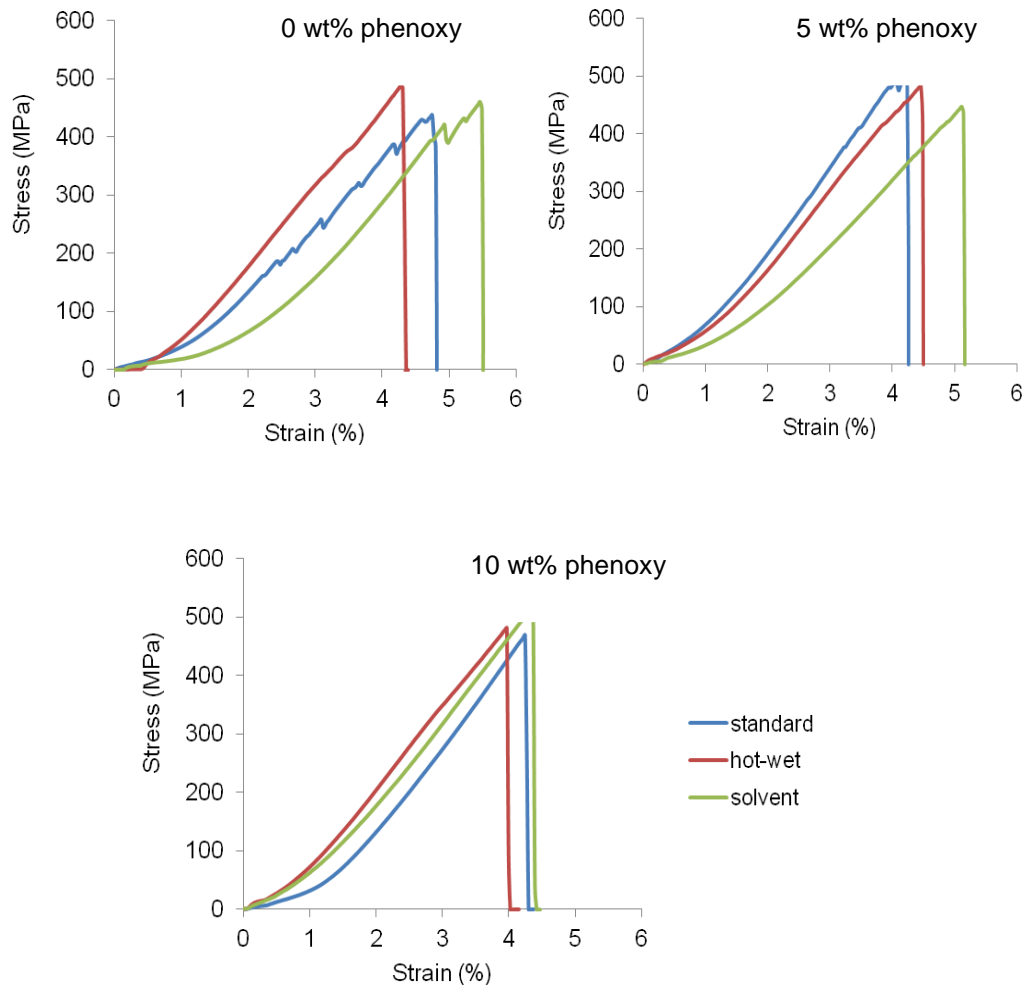 0 wt% phenoxy
600
500
400
300
200
100
0
Stress (MPa)
0 1 2 3 4 5 6
Strain (%)
5 wt% phenoxy
600
500
400
300
200
100
0
Stress (MPa)
0 1 2 3 4 5 6
Strain (%)
10 wt% phenoxy
600
500
400
300
200
100
0
Stress (MPa)
0 1 2 3 4 5 6
Strain (%)
standard
hot-wet
solvent